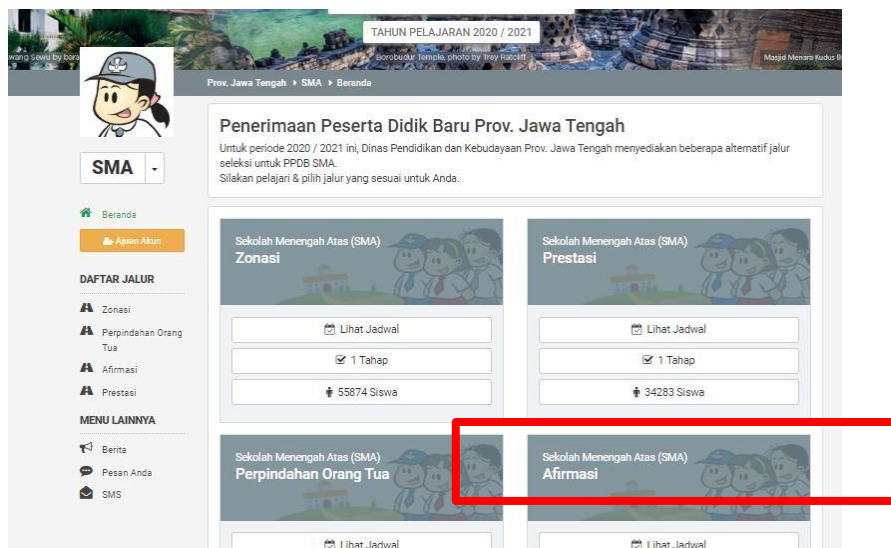 TAHUN PELAJARAN 2020 / 2021
Borobudur Temple, photo by Trey Ratcliff
Masjid Menara Kudus
Prov. Jawa Tengah ▸ SMA ▸ Beranda
SMA
Beranda
Ajuan Akun
DAFTAR JALUR
Zonasi
Perpindahan Orang
Tua
Afirmasi
Prestasi
MENU LAINNYA
Berita
Pesan Anda
SMS
Penerimaan Peserta Didik Baru Prov. Jawa Tengah
Untuk periode 2020 / 2021 ini, Dinas Pendidikan dan Kebudayaan Prov. Jawa Tengah menyediakan beberapa alternatif jalur
seleksi untuk PPDB SMA.
Silakan pelajari & pilih jalur yang sesuai untuk Anda.
Sekolah Menengah Atas (SMA)
Zonasi
Lihat Jadwal
1 Tahap
55874 Siswa
Sekolah Menengah Atas (SMA)
Prestasi
Lihat Jadwal
1 Tahap
34283 Siswa
Sekolah Menengah Atas (SMA)
Perpindahan Orang Tua
Lihat Jadwal
Sekolah Menengah Atas (SMA)
Afirmasi
Lihat Jadwal